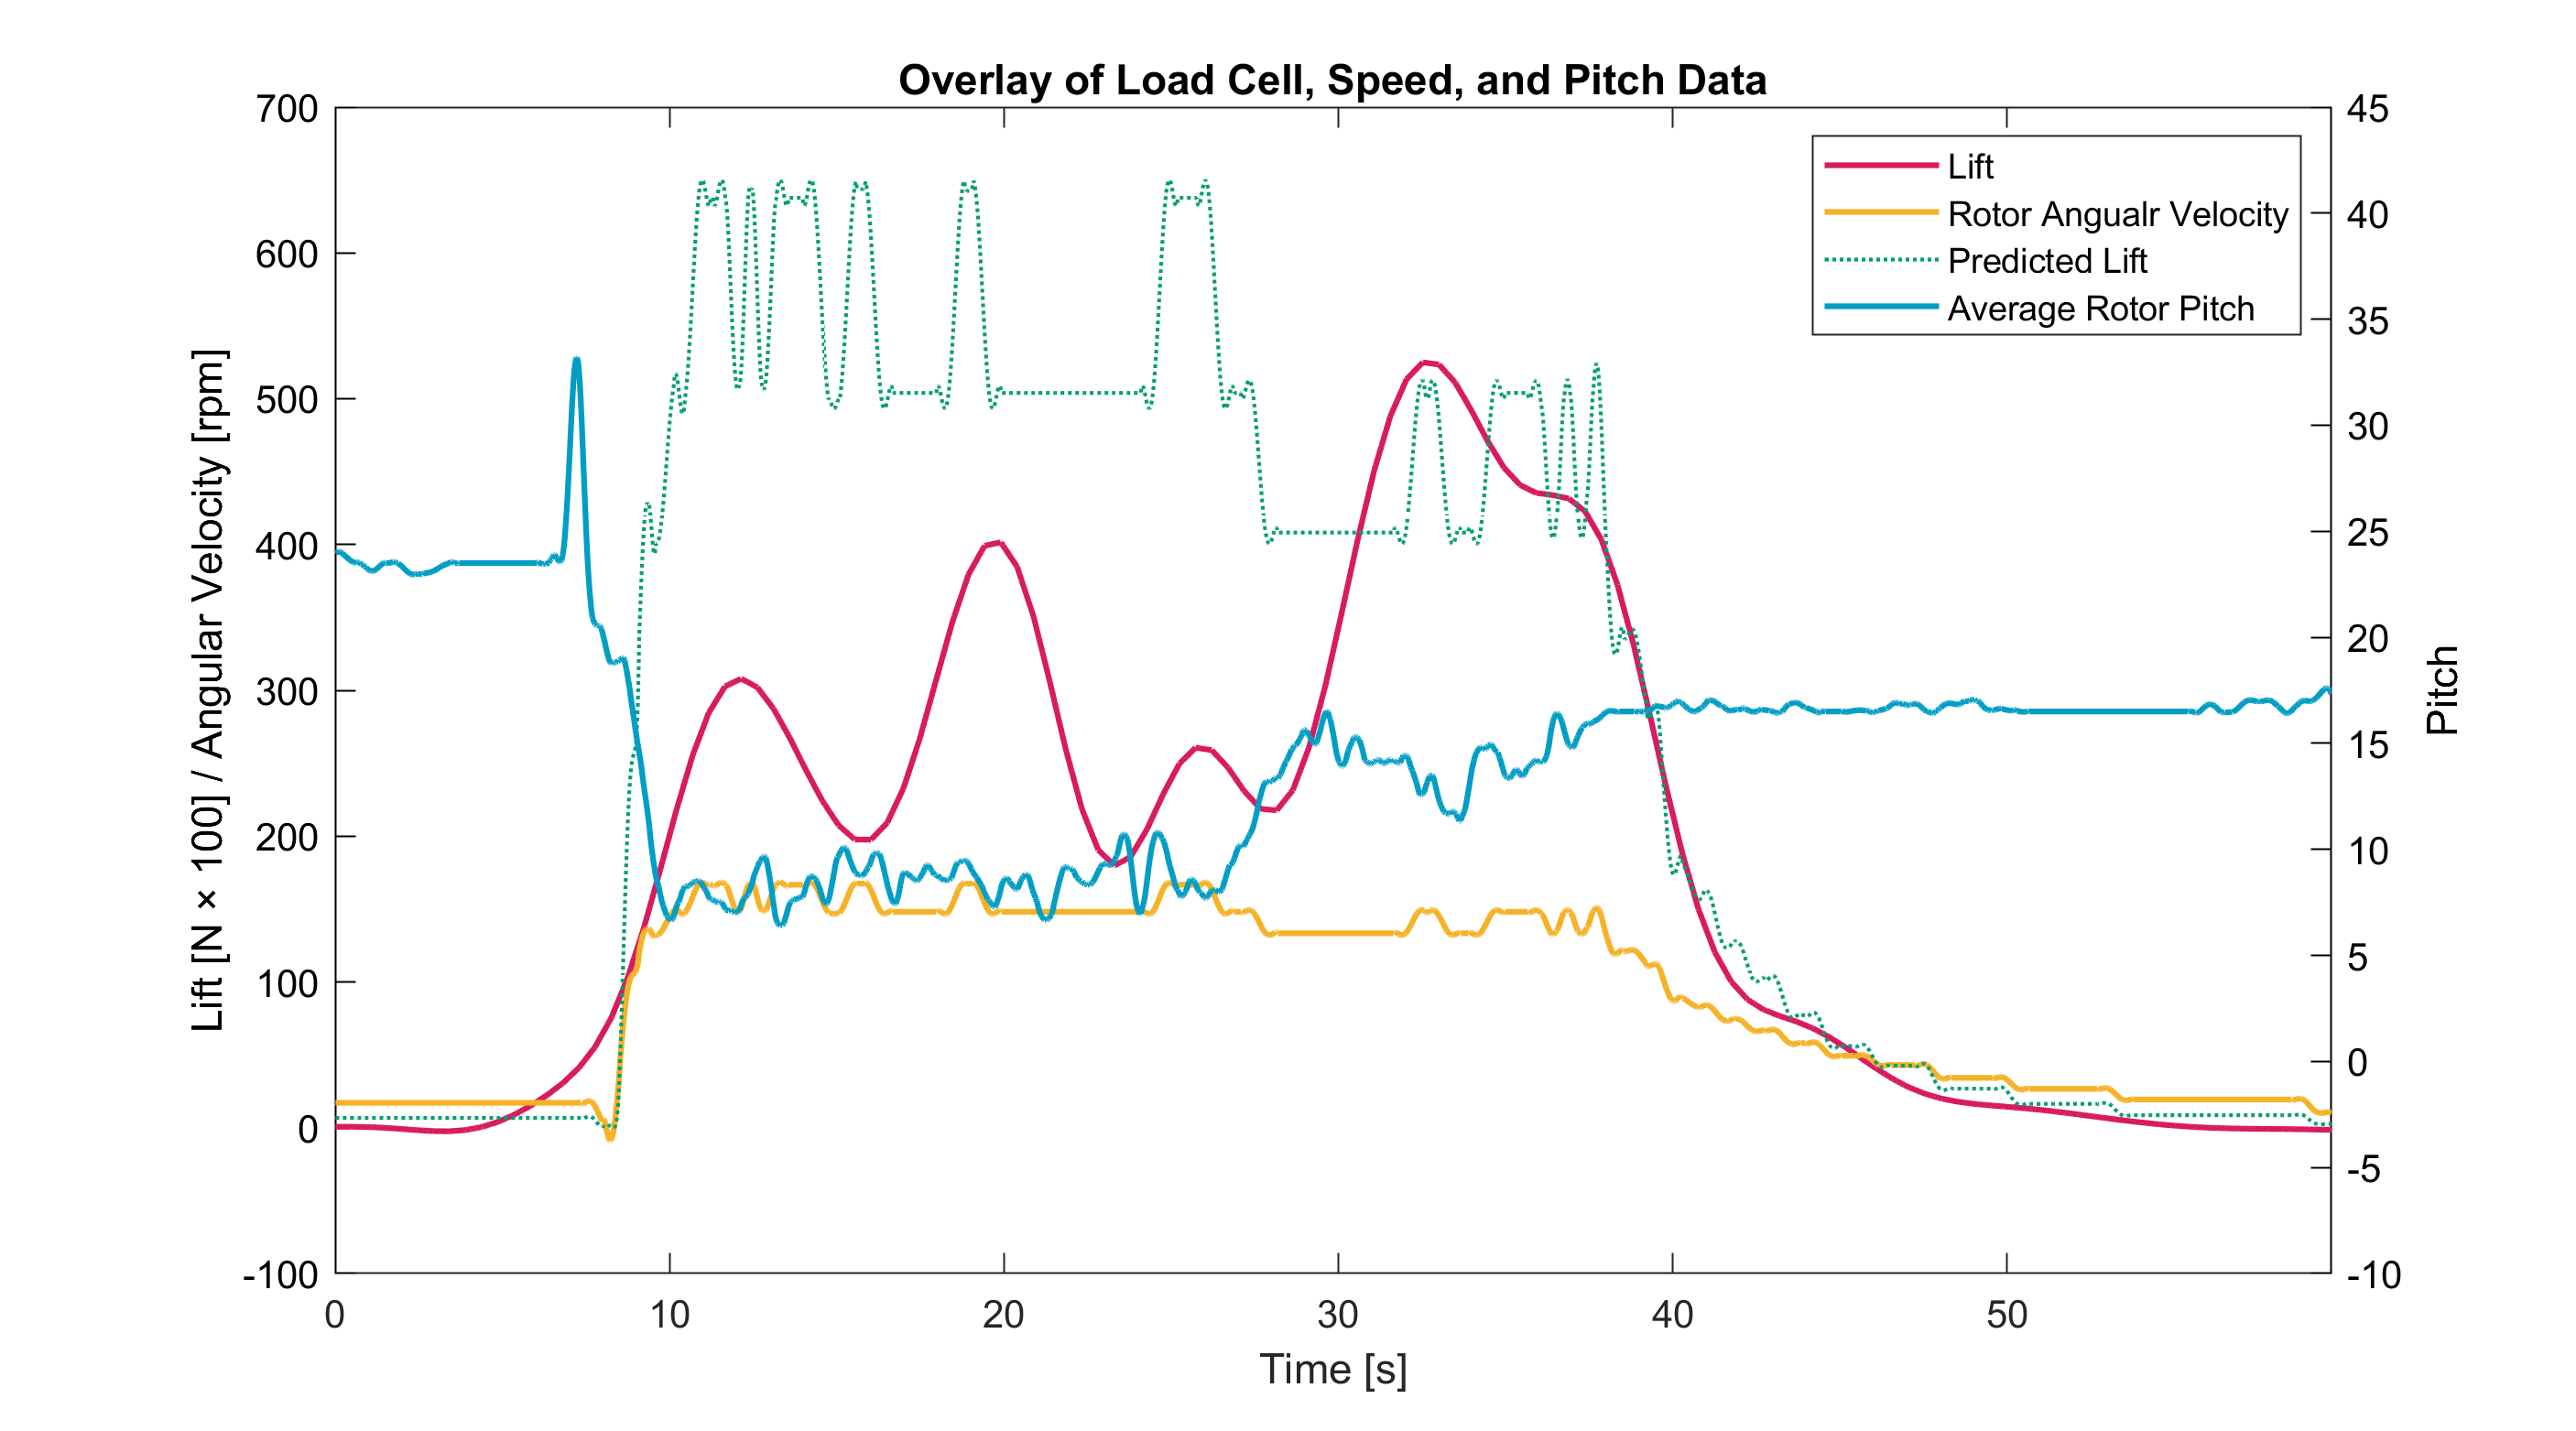 Overlay of Load Cell, Speed, and Pitch Data
700
600
500
400
300
200
100
0
-100
Lift [N × 100] / Angular Velocity [rpm]
45
40
35
30
25
20
15
10
5
0
-5
-10
Pitch
Lift
Rotor Angualr Velocity
Predicted Lift
Average Rotor Pitch
0 10 20 30 40 50
Time [s]